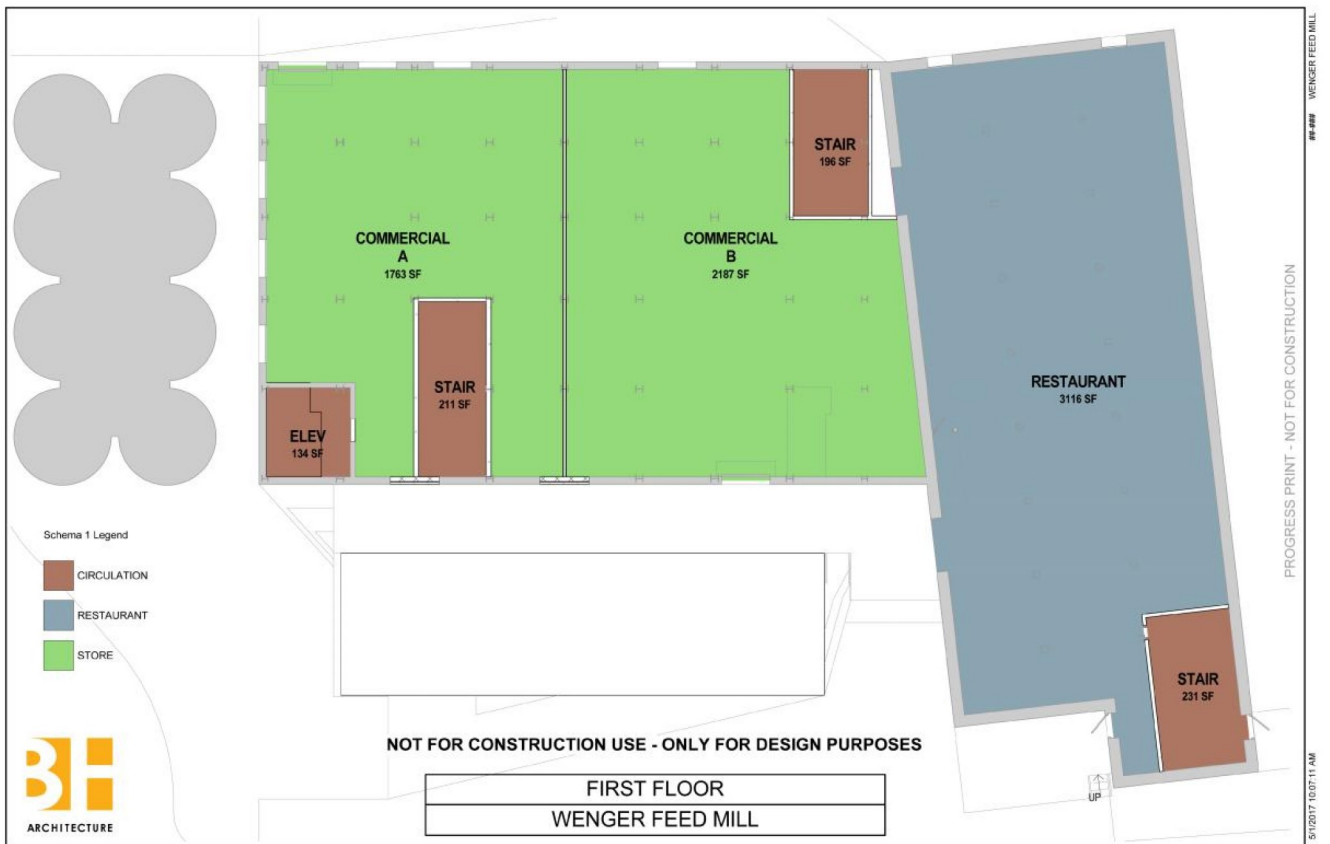 STAIR
196 SF
COMMERCIAL
A
1763 SF
COMMERCIAL
B
2187 SF
STAIR
211 SF
ELEV
134 SF
RESTAURANT
3116 SF
STAIR
231 SF
UP
Schema 1 Legend
CIRCULATION
RESTAURANT
STORE
BH
ARCHITECTURE
NOT FOR CONSTRUCTION USE - ONLY FOR DESIGN PURPOSES
FIRST FLOOR
WENGER FEED MILL
PROGRESS PRINT - NOT FOR CONSTRUCTION
##-### WENGER FEED MILL
5/1/2017 10:07:11 AM